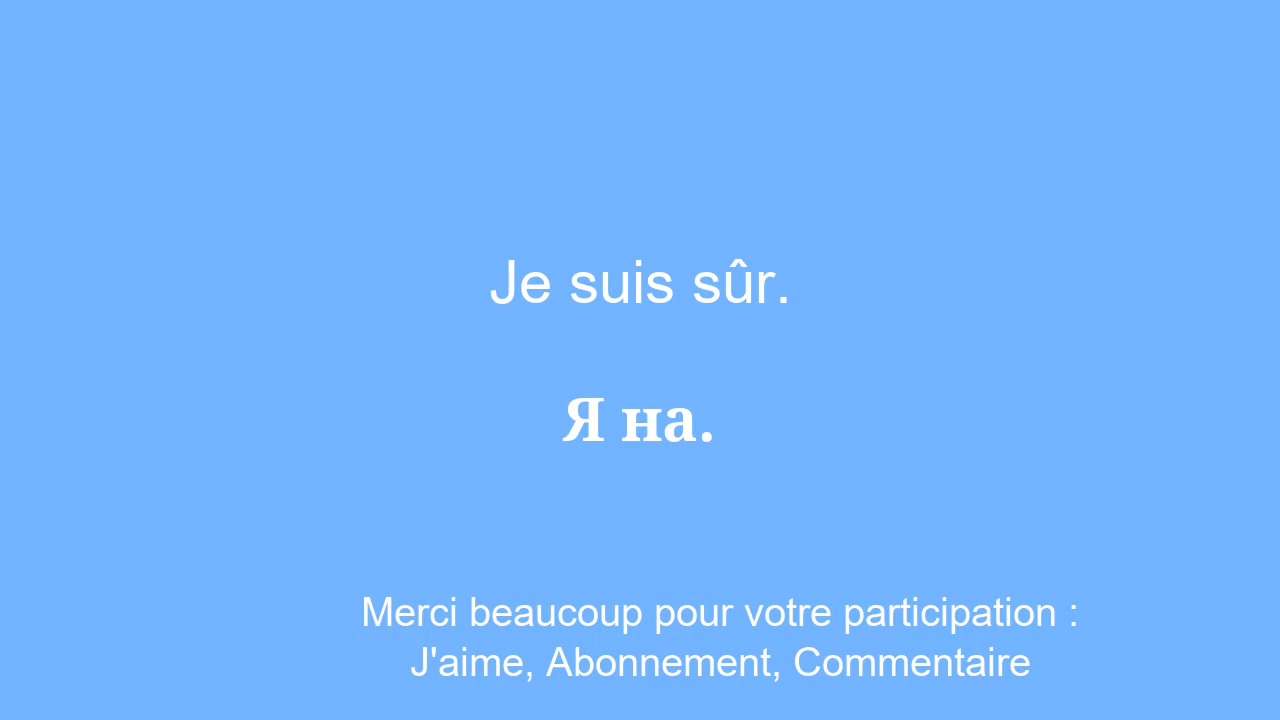 Je suis sûr.
Я на.
Merci beaucoup pour votre participation :
J'aime, Abonnement, Commentaire